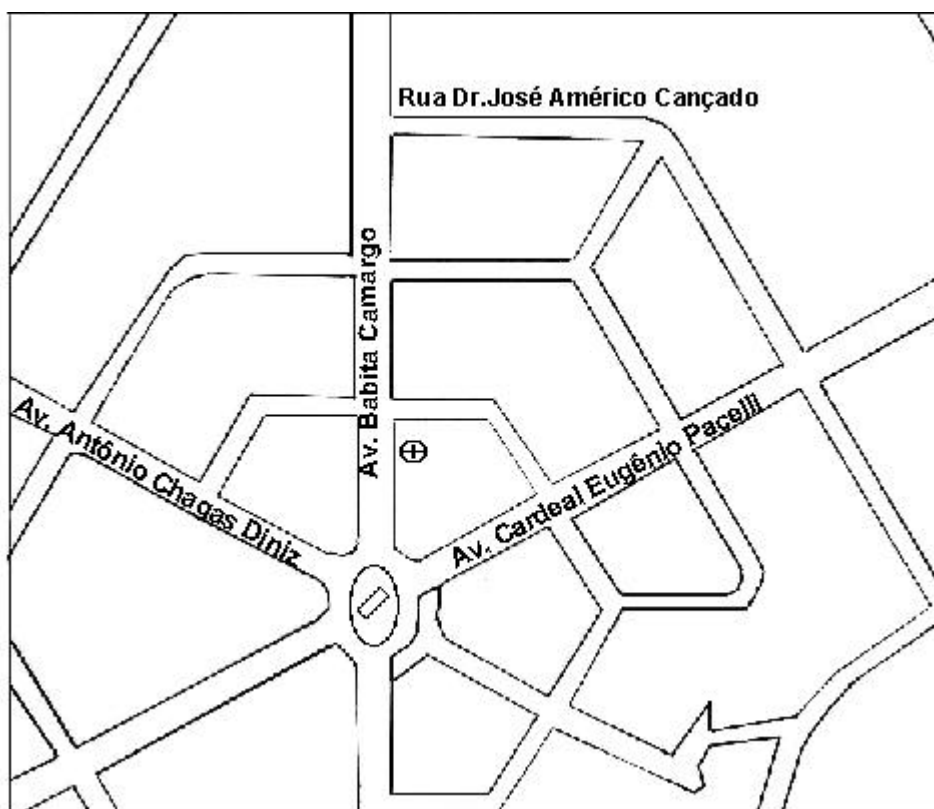 Rua Dr.José Américo Cançado
Av. Babita Camargo
Av. Antônio Chagas Diniz
Av. Cardeal Eugênio Pacelli